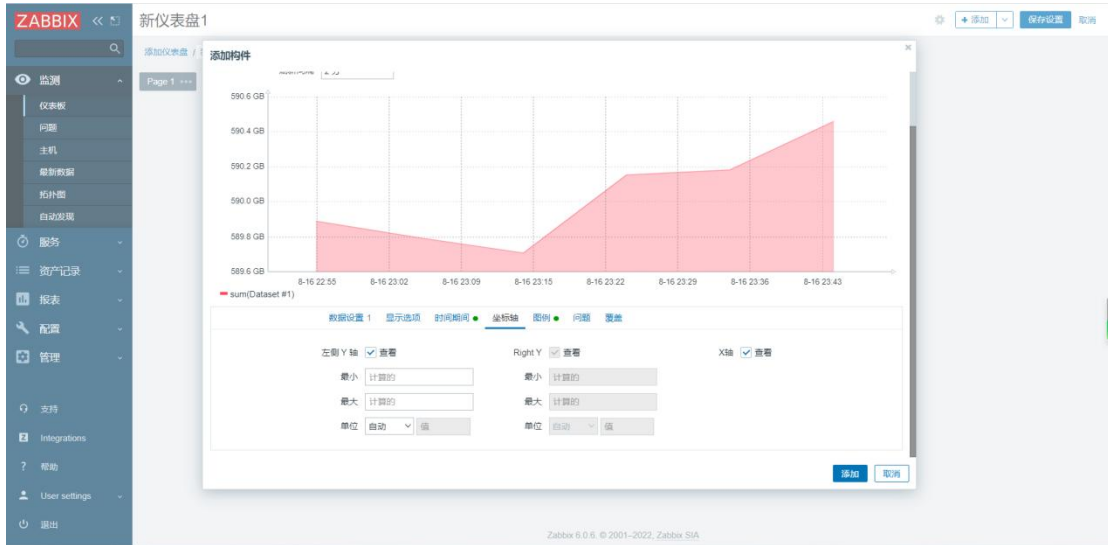 ZABBIX
新仪表盘1
添加
保存设置
取消
添加仪表盘 /
Page 1
监测
仪表板
问题
主机
最新数据
拓扑图
自动发现
服务
资产记录
报表
配置
管理
支持
Integrations
帮助
User settings
退出
添加构件
590.6 GB
590.4 GB
590.2 GB
590.0 GB
589.8 GB
589.6 GB
8-16 22:55
8-16 23:02
8-16 23:09
8-16 23:15
8-16 23:22
8-16 23:29
8-16 23:36
8-16 23:43
sum(Dataset #1)
数据设置 1 显示选项 时间期间 坐标轴 图例 问题 覆盖
左侧 Y 轴 查看 Right Y 查看 X轴 查看
最小 计算的 最小 计算的
最大 计算的 最大 计算的
单位 自动 值 单位 自动 值
添加 取消
Zabbix 6.0.6. © 2001–2022, Zabbix SIA